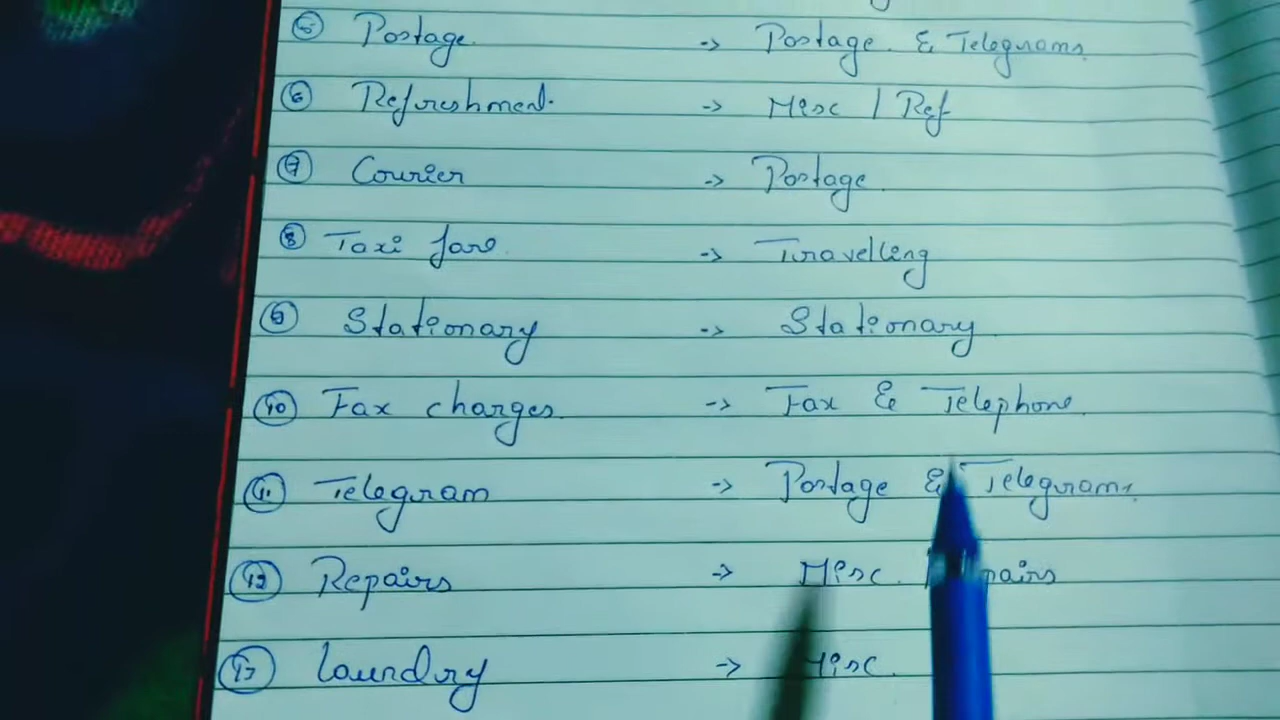 5 Postage -> Postage & Telegrams
6 Refreshment -> Misc / Ref
7 Courier -> Postage
8 Taxi fare -> Travelling
9 Stationary -> Stationary
10 Fax charges -> Fax & Telephone
11 Telegram -> Postage & Telegrams
12 Repairs -> Misc.
13 Laundry -> Misc.